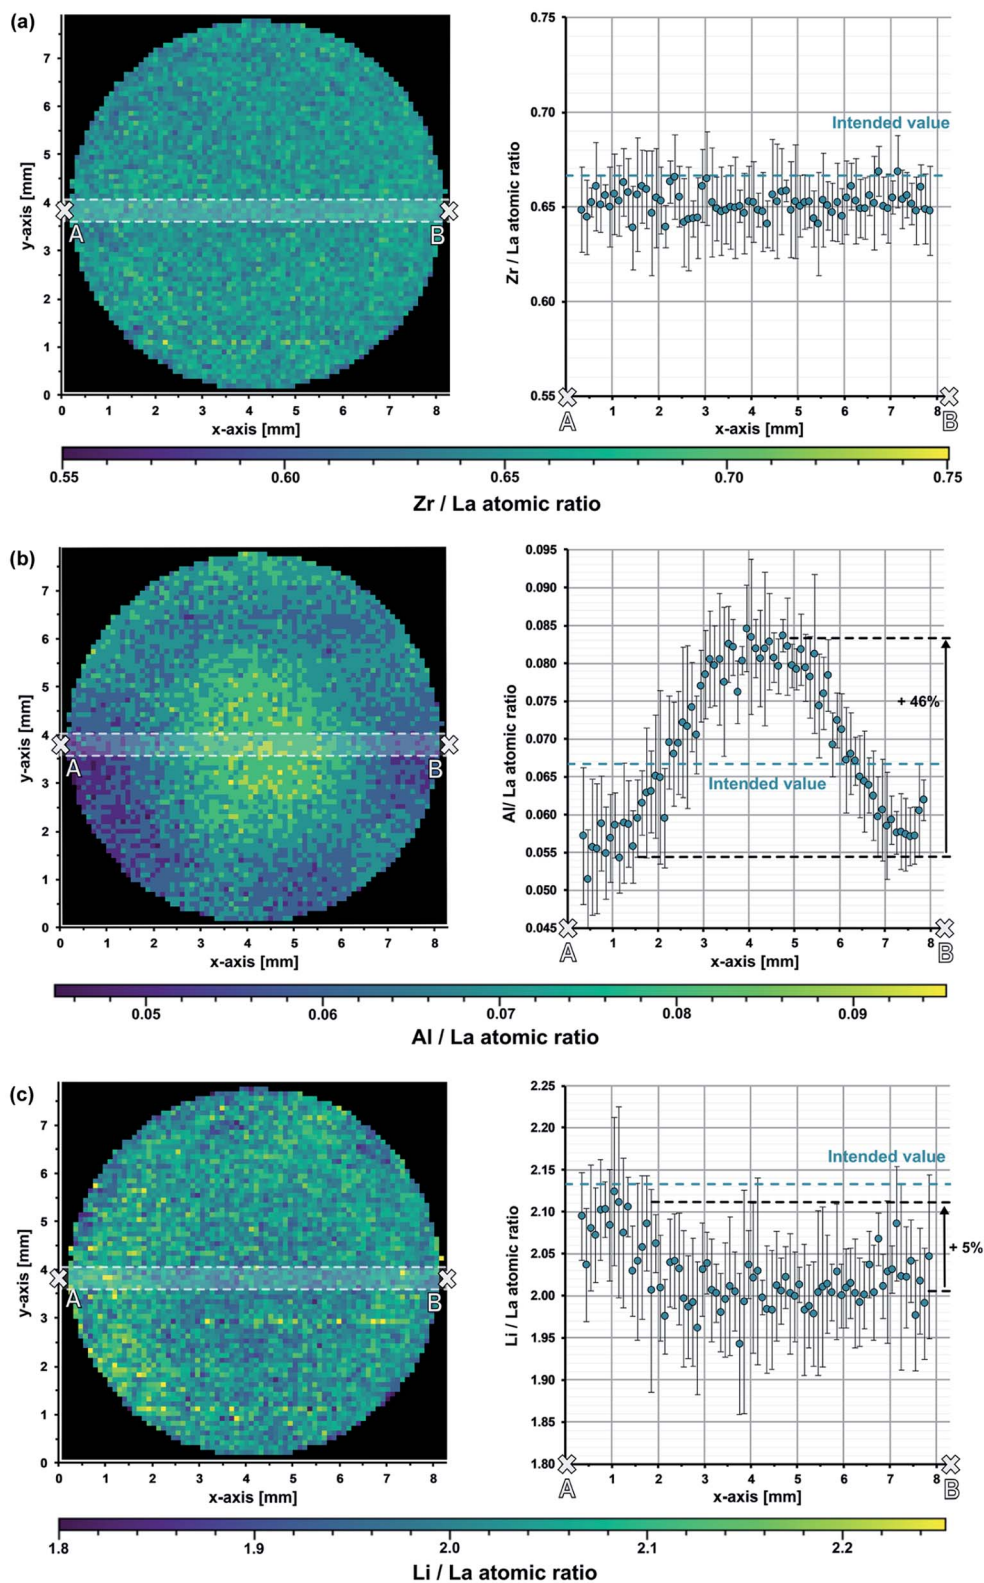 (a)
7
6
5
4
3
2
1
0
y-axis [mm]
A
B
0 1 2 3 4 5 6 7 8
x-axis [mm]
0.75
0.70
0.65
0.60
0.55
Zr / La atomic ratio
Intended value
1 2 3 4 5 6 7 8
A
x-axis [mm]
B
0.55 0.60 0.65 0.70 0.75
Zr / La atomic ratio
(b)
7
6
5
4
3
2
1
0
y-axis [mm]
A
B
0 1 2 3 4 5 6 7 8
x-axis [mm]
0.095
0.090
0.085
0.080
0.075
0.070
0.065
0.060
0.055
0.050
0.045
Al/ La atomic ratio
+ 46%
Intended value
1 2 3 4 5 6 7 8
A
x-axis [mm]
B
0.05 0.06 0.07 0.08 0.09
Al / La atomic ratio
(c)
7
6
5
4
3
2
1
0
y-axis [mm]
A
B
0 1 2 3 4 5 6 7 8
x-axis [mm]
2.25
2.20
2.15
2.10
2.05
2.00
1.95
1.90
1.85
1.80
Li / La atomic ratio
Intended value
+ 5%
1 2 3 4 5 6 7 8
A
x-axis [mm]
B
1.8 1.9 2.0 2.1 2.2
Li / La atomic ratio